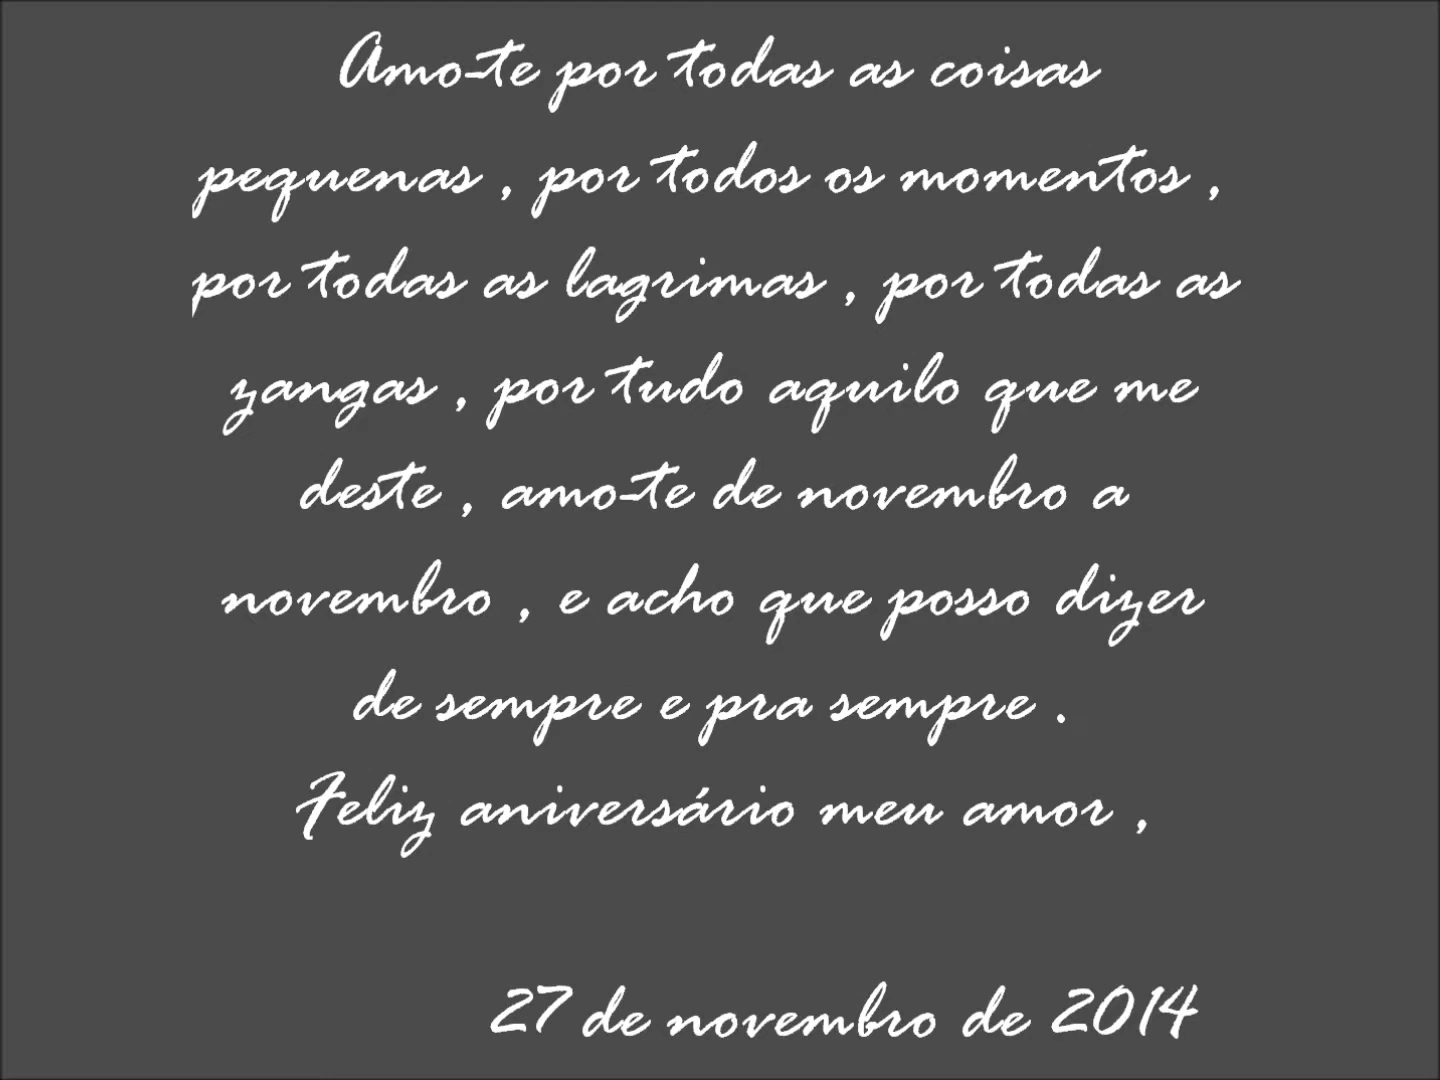 Amo-te por todas as coisas
pequenas , por todos os momentos ,
por todas as lagrimas , por todas as
zangas , por tudo aquilo que me
deste , amo-te de novembro a
novembro , e acho que posso dizer
de sempre e pra sempre .
Feliz aniversário meu amor ,
27 de novembro de 2014